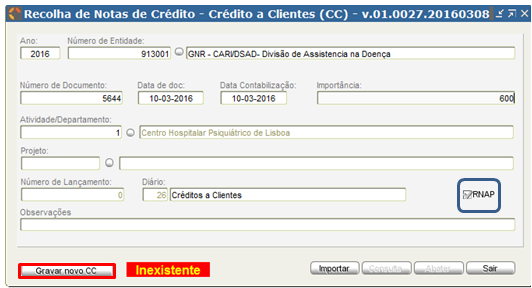 Recolha de Notas de Crédito - Crédito a Clientes (CC) - v.01.0027.20160308
Ano: Número de Entidade:
2016 913001 GNR - CARI/DSAD- Divisão de Assistencia na Doença
Número de Documento: Data de doc: Data Contabilização: Importância:
5644 10-03-2016 10-03-2016 600
Atividade/Departamento:
1 Centro Hospitalar Psiquiátrico de Lisboa
Projeto:
Número de Lançamento: Diário:
0 26 Créditos a Clientes RNAP
Observações
Gravar novo CC Inexistente Importar Consulta Abater Sair